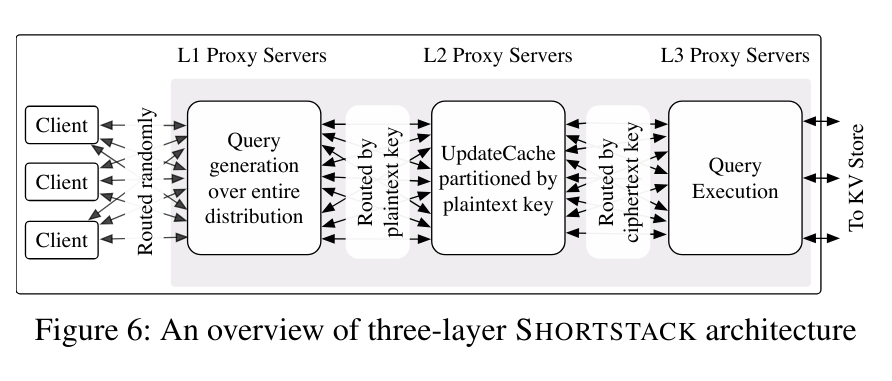 L1 Proxy Servers
L2 Proxy Servers
L3 Proxy Servers
Client
Client
Client
Routed randomly
Query
generation
over entire
distribution
Routed by
plaintext key
UpdateCache
partitioned by
plaintext key
Routed by
ciphertext key
Query
Execution
To KV Store
Figure 6: An overview of three-layer SHORTSTACK architecture